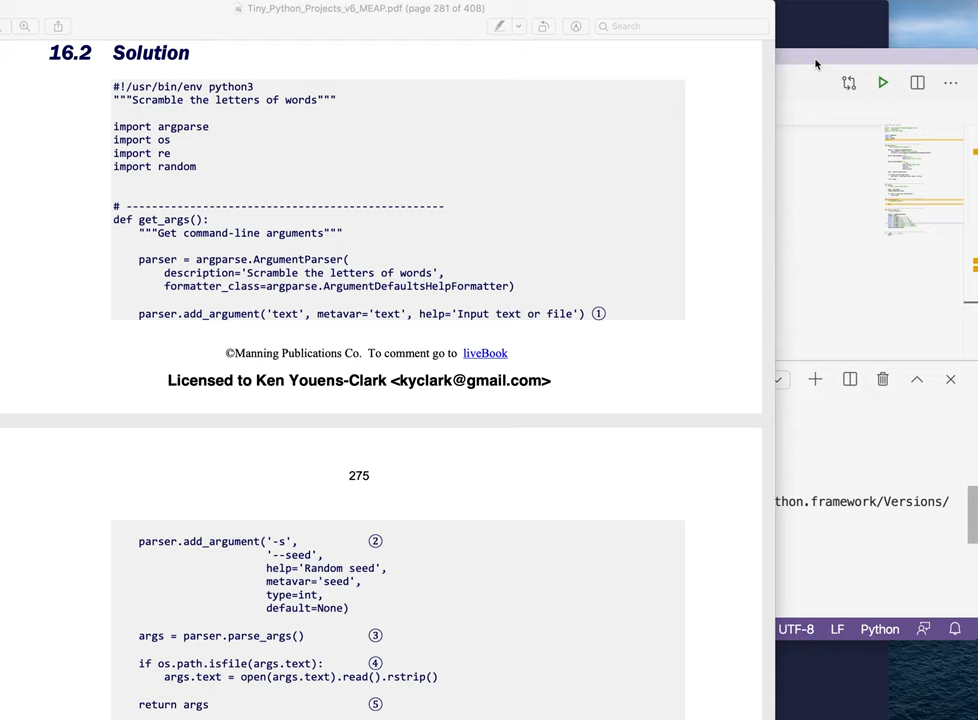 Tiny_Python_Projects_v6_MEAP.pdf (page 281 of 408)
Search
16.2 Solution
#!/usr/bin/env python3
"""Scramble the letters of words"""
import argparse
import os
import re
import random
# --------------------------------------------------
def get_args():
"""Get command-line arguments"""
parser = argparse.ArgumentParser(
description='Scramble the letters of words',
formatter_class=argparse.ArgumentDefaultsHelpFormatter)
parser.add_argument('text', metavar='text', help='Input text or file') ①
©Manning Publications Co. To comment go to liveBook
Licensed to Ken Youens-Clark <kyclark@gmail.com>
275
parser.add_argument('-s', ②
'--seed',
help='Random seed',
metavar='seed',
type=int,
default=None)
args = parser.parse_args() ③
if os.path.isfile(args.text): ④
args.text = open(args.text).read().rstrip()
return args ⑤
thon.framework/Versions/
UTF-8 LF Python